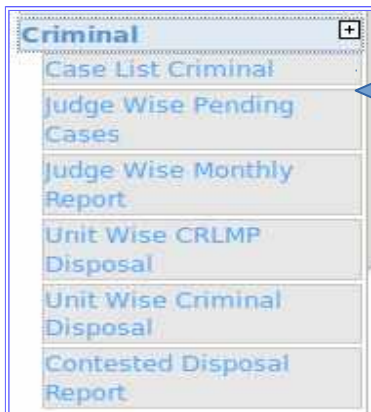 Criminal
Case List Criminal
Judge Wise Pending
Cases
Judge Wise Monthly
Report
Unit Wise CRLMP
Disposal
Unit Wise Criminal
Disposal
Contested Disposal
Report